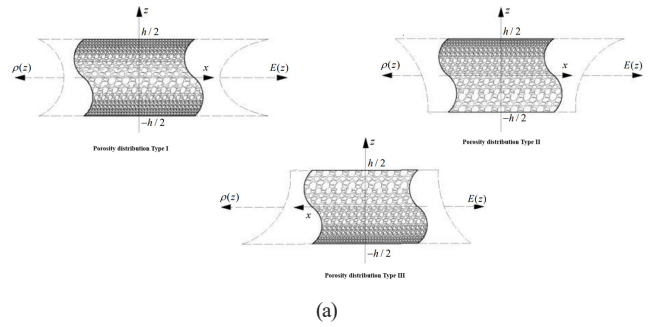 z
h / 2
ρ(z)
x
E(z)
−h / 2
Porosity distribution Type I
z
h / 2
ρ(z)
x
E(z)
−h / 2
Porosity distribution Type II
z
h / 2
ρ(z)
x
E(z)
−h / 2
Porosity distribution Type III
(a)